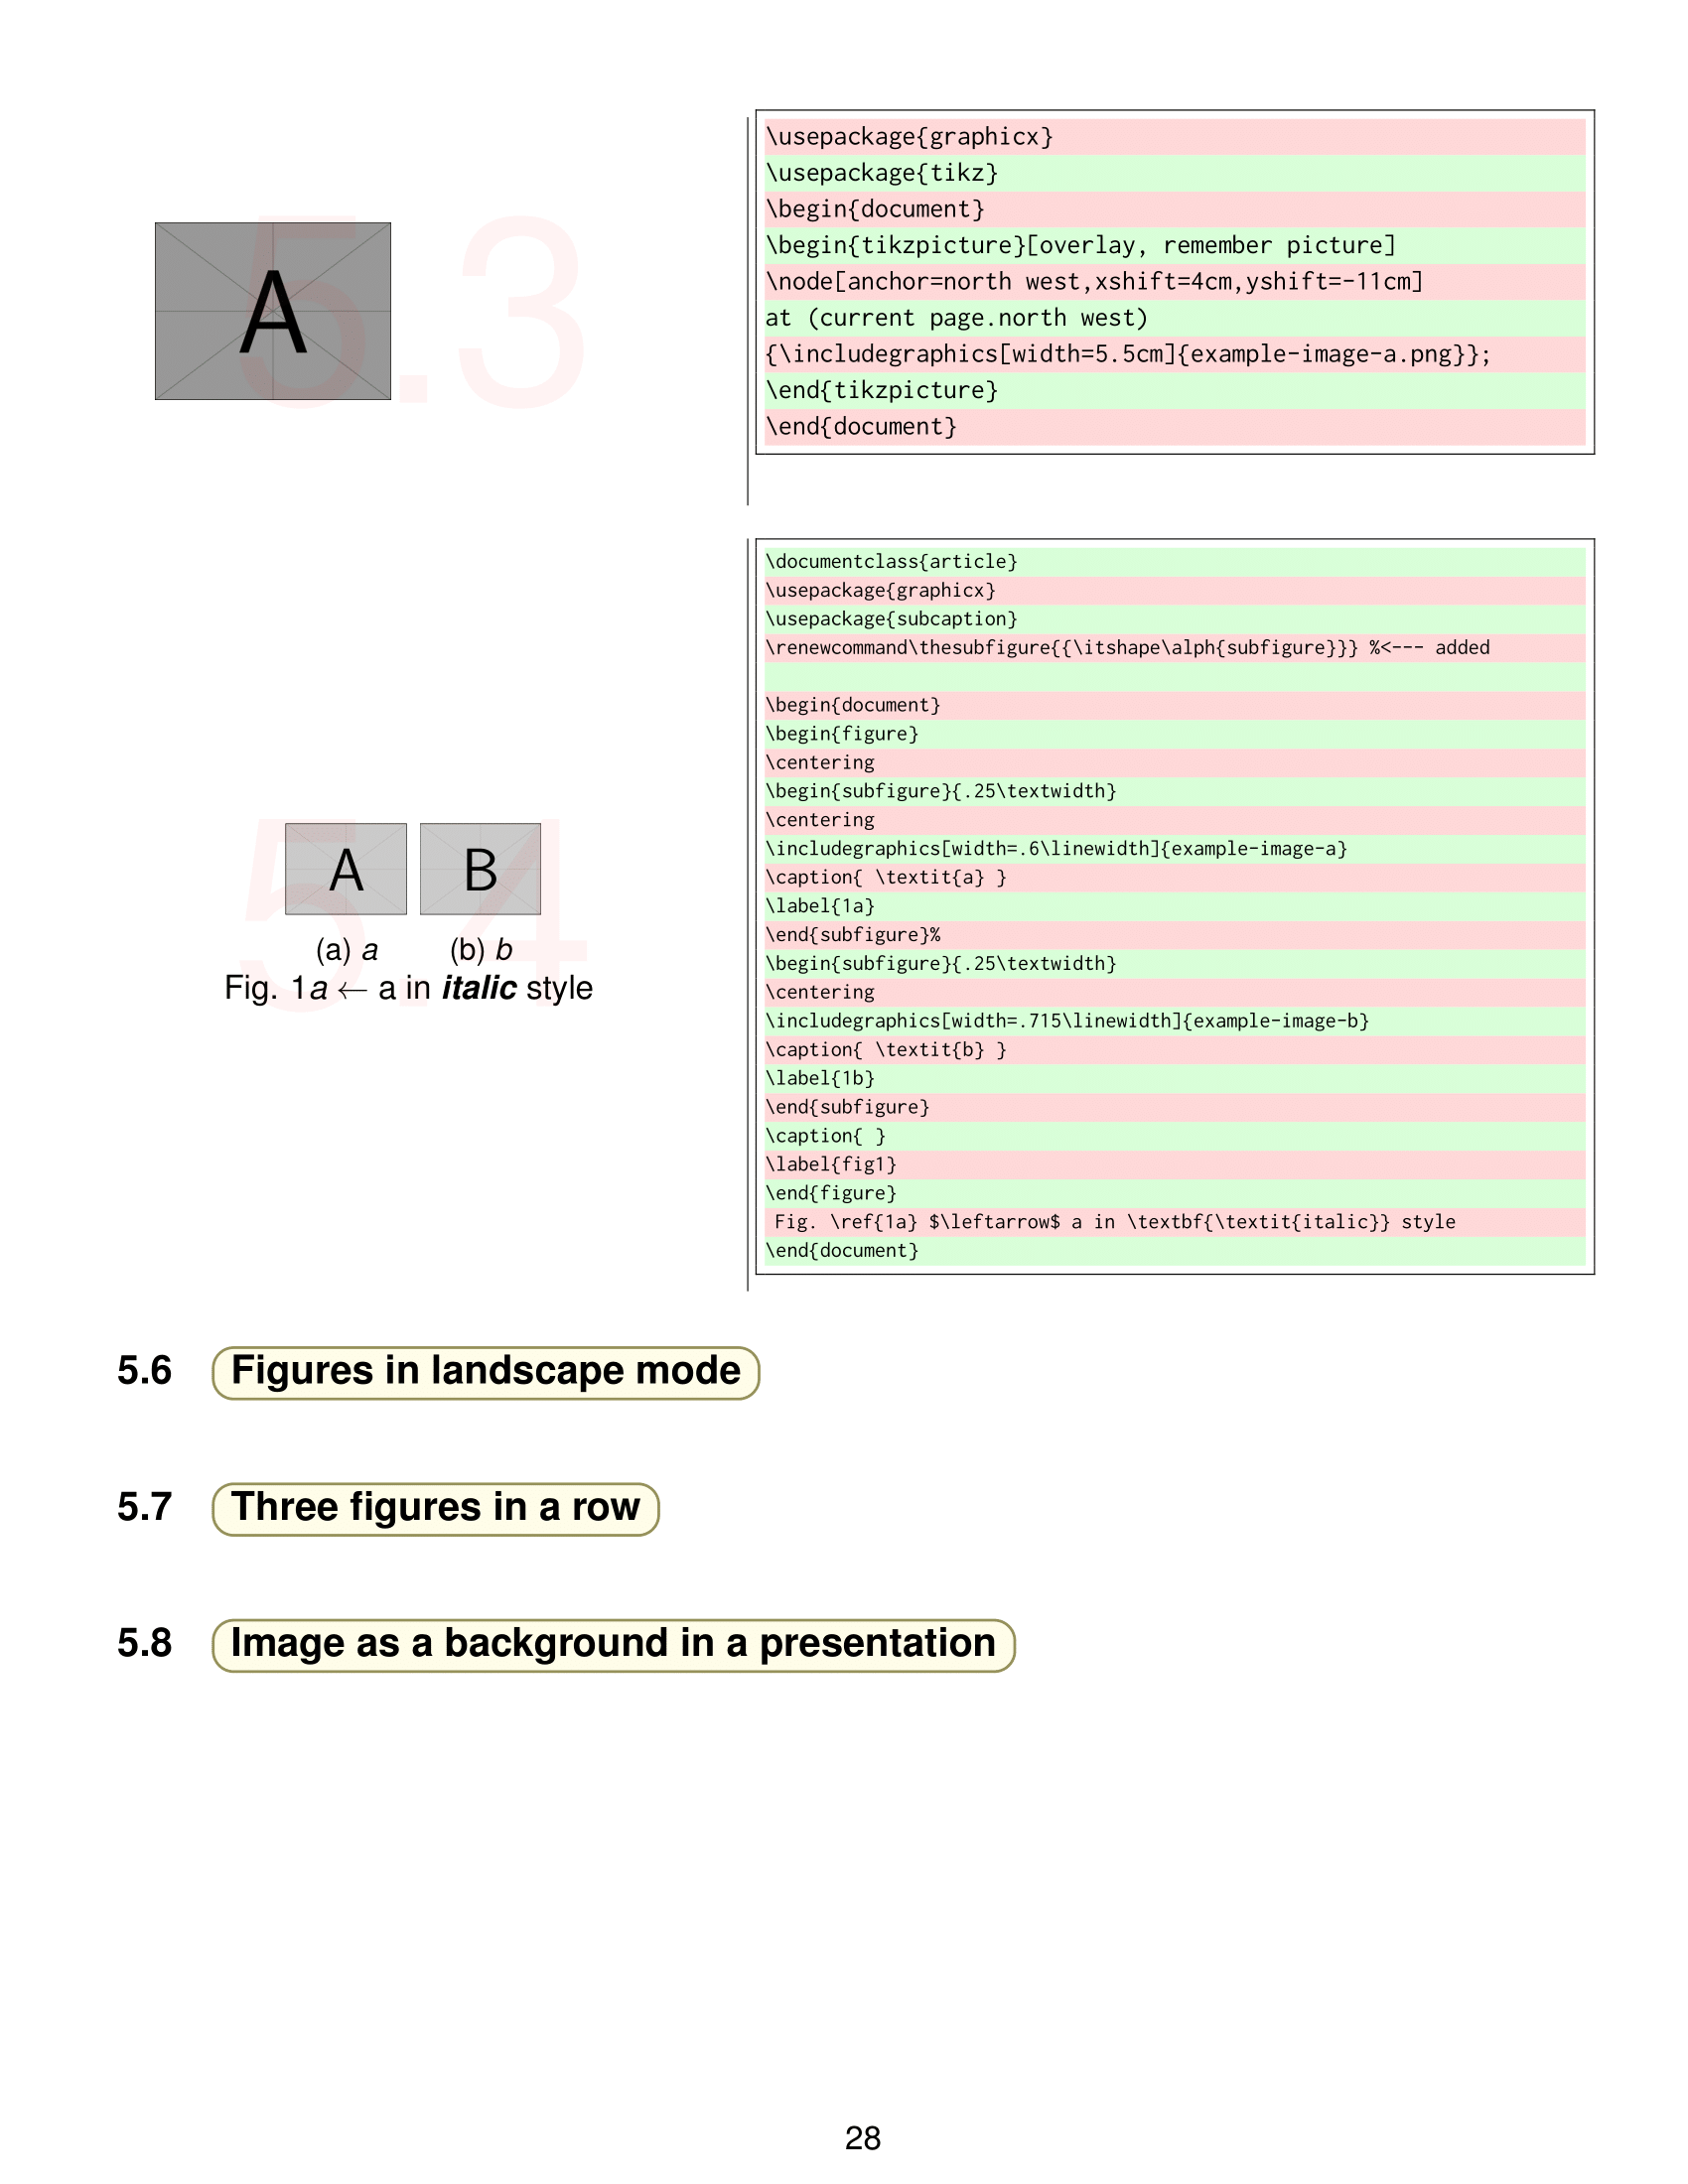 5.3
A
\usepackage{graphicx}
\usepackage{tikz}
\begin{document}
\begin{tikzpicture}[overlay, remember picture]
\node[anchor=north west,xshift=4cm,yshift=-11cm]
at (current page.north west)
{\includegraphics[width=5.5cm]{example-image-a.png}};
\end{tikzpicture}
\end{document}
5.4
A B
(a) a (b) b
Fig. 1a ← a in italic style
\documentclass{article}
\usepackage{graphicx}
\usepackage{subcaption}
\renewcommand\thesubfigure{{\itshape\alph{subfigure}}} %<--- added
\begin{document}
\begin{figure}
\centering
\begin{subfigure}{.25\textwidth}
\centering
\includegraphics[width=.6\linewidth]{example-image-a}
\caption{ \textit{a} }
\label{1a}
\end{subfigure}%
\begin{subfigure}{.25\textwidth}
\centering
\includegraphics[width=.715\linewidth]{example-image-b}
\caption{ \textit{b} }
\label{1b}
\end{subfigure}
\caption{ }
\label{fig1}
\end{figure}
Fig. \ref{1a} $\leftarrow$ a in \textbf{\textit{italic}} style
\end{document}
5.6 Figures in landscape mode
5.7 Three figures in a row
5.8 Image as a background in a presentation
28